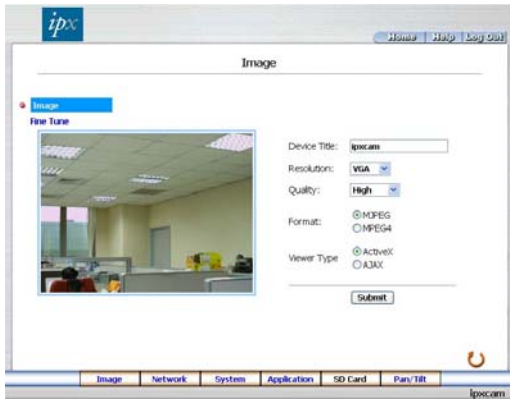 ipx
Home Help Log Out
Image
Image
Fine Tune
Device Title: ipxcam
Resolution: VGA
Quality: High
Format: MJPEG
MPEG4
Viewer Type ActiveX
AJAX
Submit
Image Network System Application SD Card Pan/Tilt
ipxcam